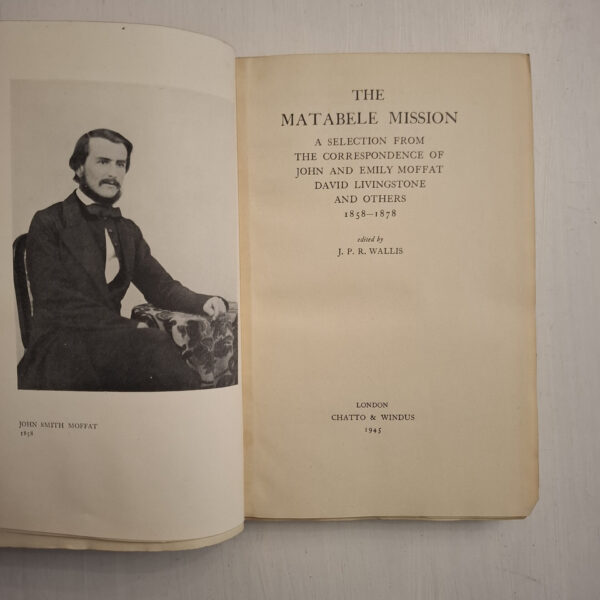 JOHN SMITH MOFFAT
1858
THE
MATABELE MISSION
A SELECTION FROM
THE CORRESPONDENCE OF
JOHN AND EMILY MOFFAT
DAVID LIVINGSTONE
AND OTHERS
1858–1878
edited by
J. P. R. WALLIS
LONDON
CHATTO & WINDUS
1945